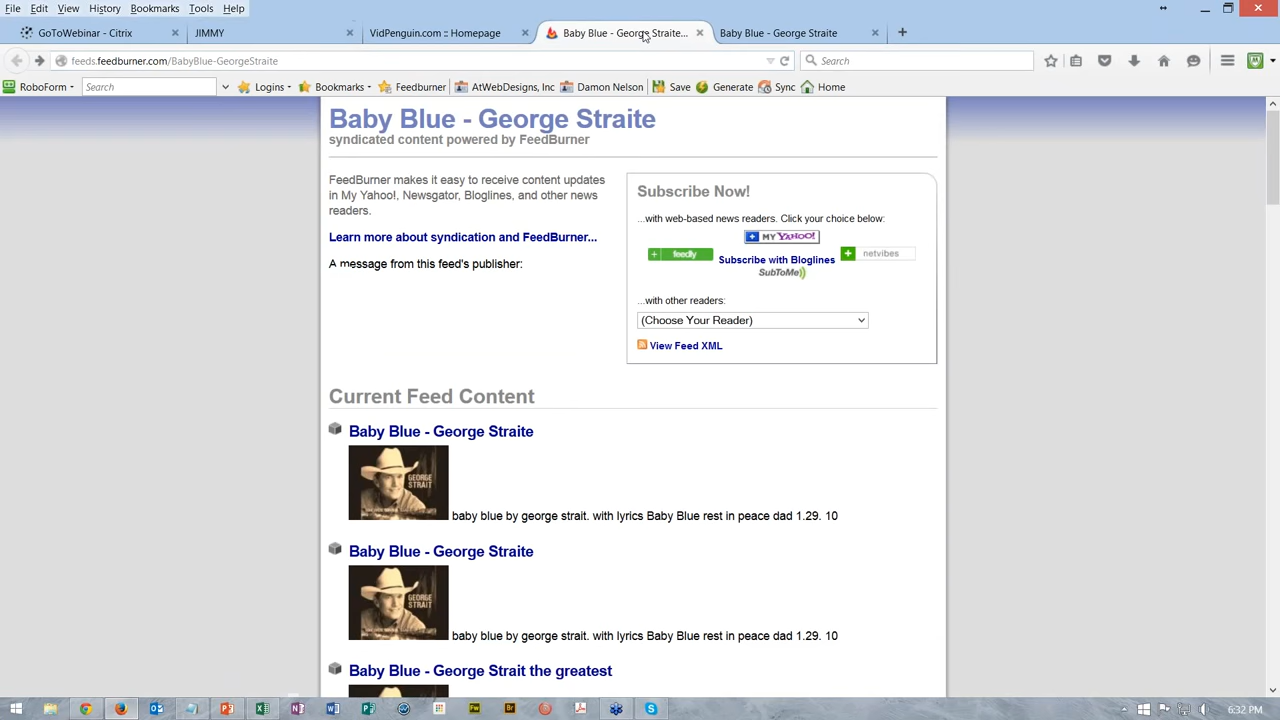 File Edit View History Bookmarks Tools Help
GoToWebinar - Citrix
JIMMY
VidPenguin.com :: Homepage
Baby Blue - George Straite...
Baby Blue - George Straite
feeds.feedburner.com/BabyBlue-GeorgeStraite
Search
RoboForm
Search
Logins
Bookmarks
Feedburner
AtWebDesigns, Inc
Damon Nelson
Save
Generate
Sync
Home
Baby Blue - George Straite
syndicated content powered by FeedBurner
FeedBurner makes it easy to receive content updates
in My Yahoo!, Newsgator, Bloglines, and other news
readers.
Learn more about syndication and FeedBurner...
A message from this feed's publisher:
Subscribe Now!
...with web-based news readers. Click your choice below:
MY YAHOO!
feedly
Subscribe with Bloglines
netvibes
SubToMe
...with other readers:
(Choose Your Reader)
View Feed XML
Current Feed Content
Baby Blue - George Straite
GEORGE
STRAIT
baby blue by george strait. with lyrics Baby Blue rest in peace dad 1.29. 10
Baby Blue - George Straite
GEORGE
STRAIT
baby blue by george strait. with lyrics Baby Blue rest in peace dad 1.29. 10
Baby Blue - George Strait the greatest
6:32 PM